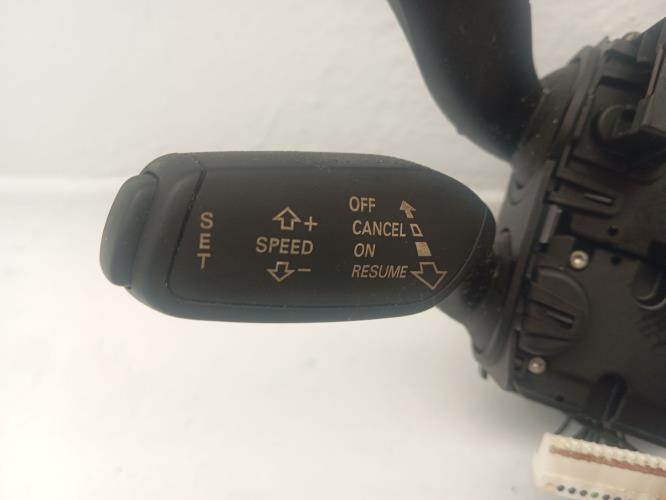 SET
+
SPEED
-
OFF
CANCEL
ON
RESUME